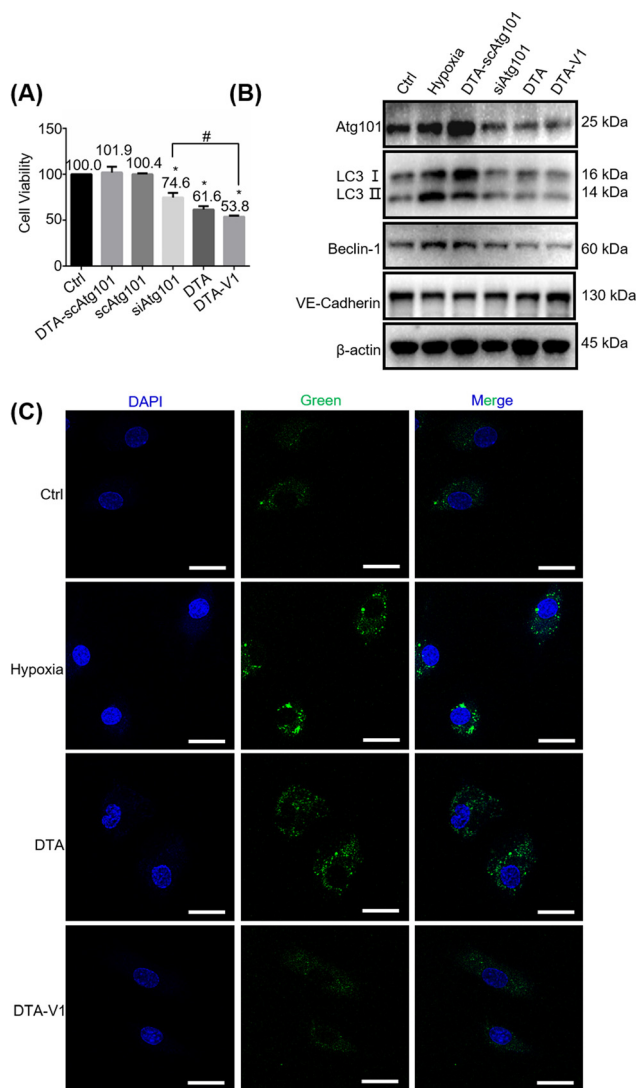 (A)
Cell Viability
150
100
50
0
100.0
101.9
100.4
*
74.6
*
61.6
*
53.8
#
Ctrl
DTA-scAtg101
scAtg101
siAtg101
DTA
DTA-V1
(B)
Ctrl
Hypoxia
DTA-scAtg101
siAtg101
DTA
DTA-V1
Atg101 25 kDa
LC3 Ⅰ 16 kDa
LC3 Ⅱ 14 kDa
Beclin-1 60 kDa
VE-Cadherin 130 kDa
β-actin 45 kDa
(C)
DAPI Green Merge
Ctrl
Hypoxia
DTA
DTA-V1